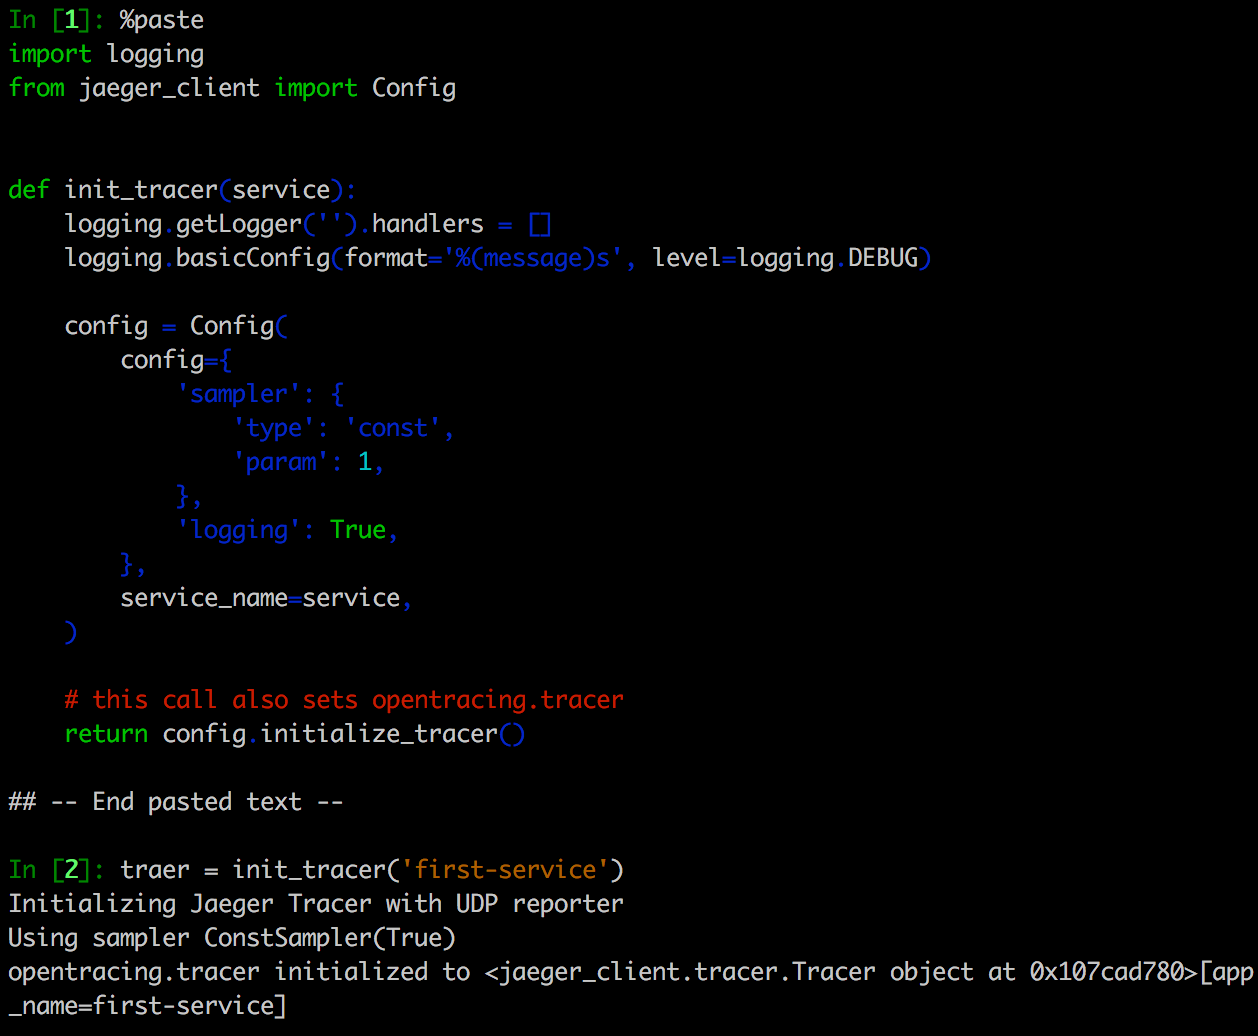 In [1]: %paste
import logging
from jaeger_client import Config
def init_tracer(service):
    logging.getLogger('').handlers = []
    logging.basicConfig(format='%(message)s', level=logging.DEBUG)
    config = Config(
        config={
            'sampler': {
                'type': 'const',
                'param': 1,
            },
            'logging': True,
        },
        service_name=service,
    )
    # this call also sets opentracing.tracer
    return config.initialize_tracer()
## -- End pasted text --
In [2]: traer = init_tracer('first-service')
Initializing Jaeger Tracer with UDP reporter
Using sampler ConstSampler(True)
opentracing.tracer initialized to <jaeger_client.tracer.Tracer object at 0x107cad780>[app
_name=first-service]